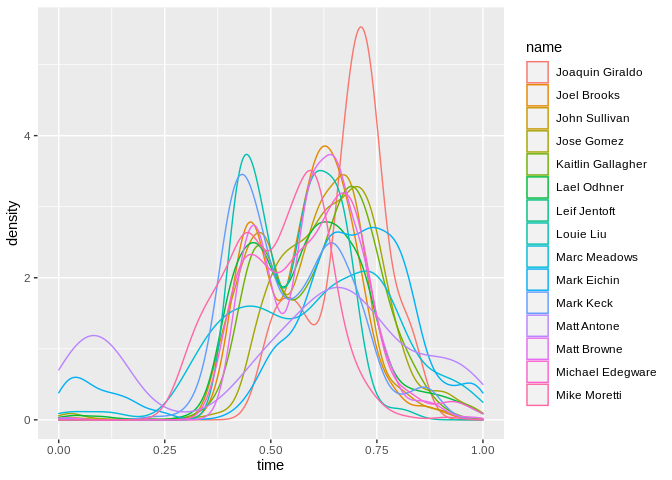 name
Joaquin Giraldo
Joel Brooks
John Sullivan
Jose Gomez
Kaitlin Gallagher
Lael Odhner
Leif Jentoft
Louie Liu
Marc Meadows
Mark Eichin
Mark Keck
Matt Antone
Matt Browne
Michael Edegware
Mike Moretti
density
4
2
0
0.00 0.25 0.50 0.75 1.00
time